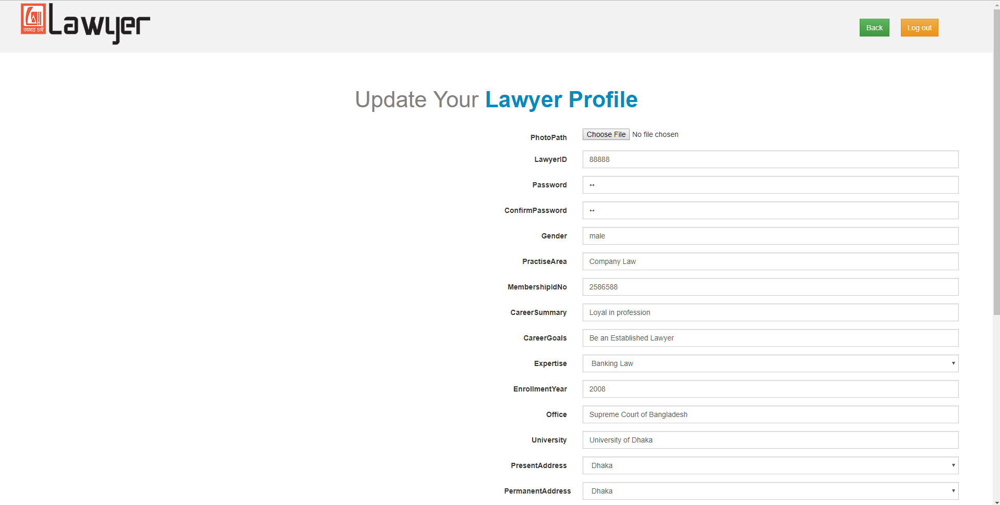 আমার চাই
Lawyer
Back
Log out
Update Your Lawyer Profile
PhotoPath Choose File No file chosen
LawyerID 88888
Password ••
ConfirmPassword ••
Gender male
PractiseArea Company Law
MembershipIdNo 2586588
CareerSummary Loyal in profession
CareerGoals Be an Established Lawyer
Expertise Banking Law
EnrollmentYear 2008
Office Supreme Court of Bangladesh
University University of Dhaka
PresentAddress Dhaka
PermanentAddress Dhaka